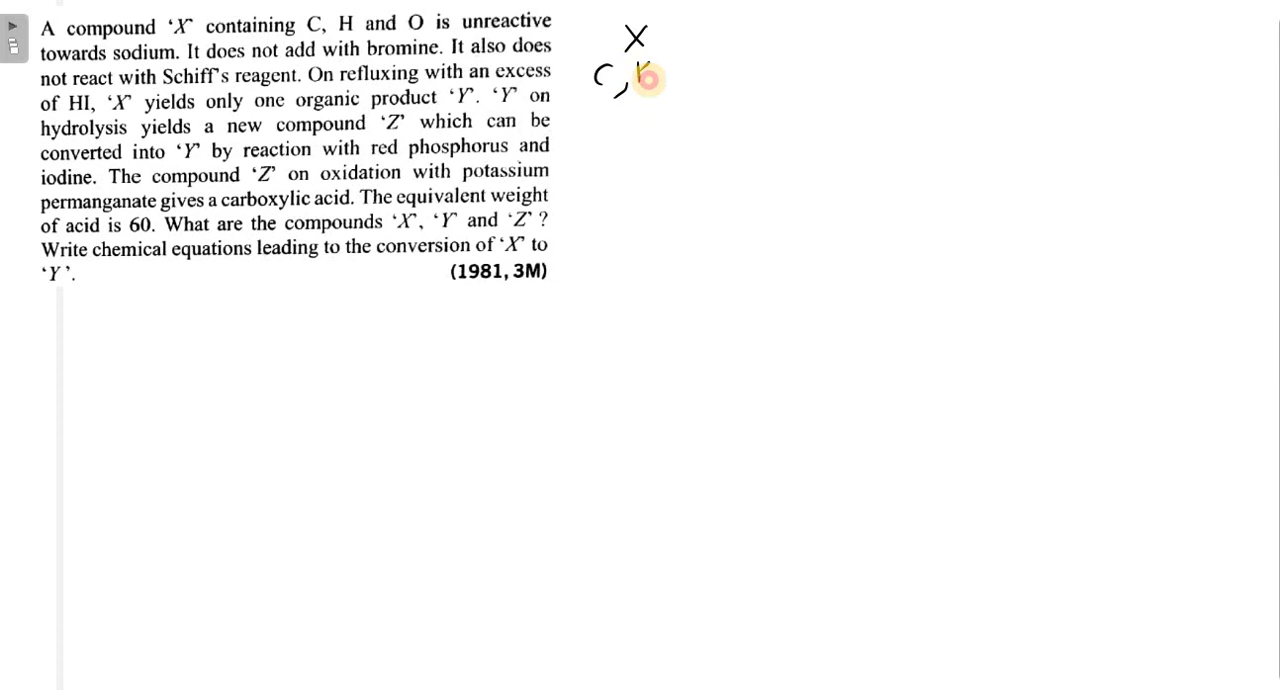 A compound ‘X’ containing C, H and O is unreactive
towards sodium. It does not add with bromine. It also does
not react with Schiff's reagent. On refluxing with an excess
of HI, ‘X’ yields only one organic product ‘Y’. ‘Y’ on
hydrolysis yields a new compound ‘Z’ which can be
converted into ‘Y’ by reaction with red phosphorus and
iodine. The compound ‘Z’ on oxidation with potassium
permanganate gives a carboxylic acid. The equivalent weight
of acid is 60. What are the compounds ‘X’, ‘Y’ and ‘Z’ ?
Write chemical equations leading to the conversion of ‘X’ to
‘Y’. (1981, 3M)
X
C,